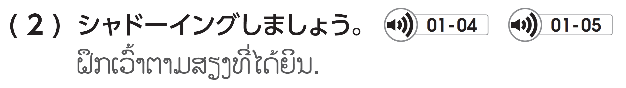 (2) シャドーイングしましょう。 01-04 01-05
ຝຶກເວົ້າຕາມສຽງທີ່ໄດ້ຍິນ.